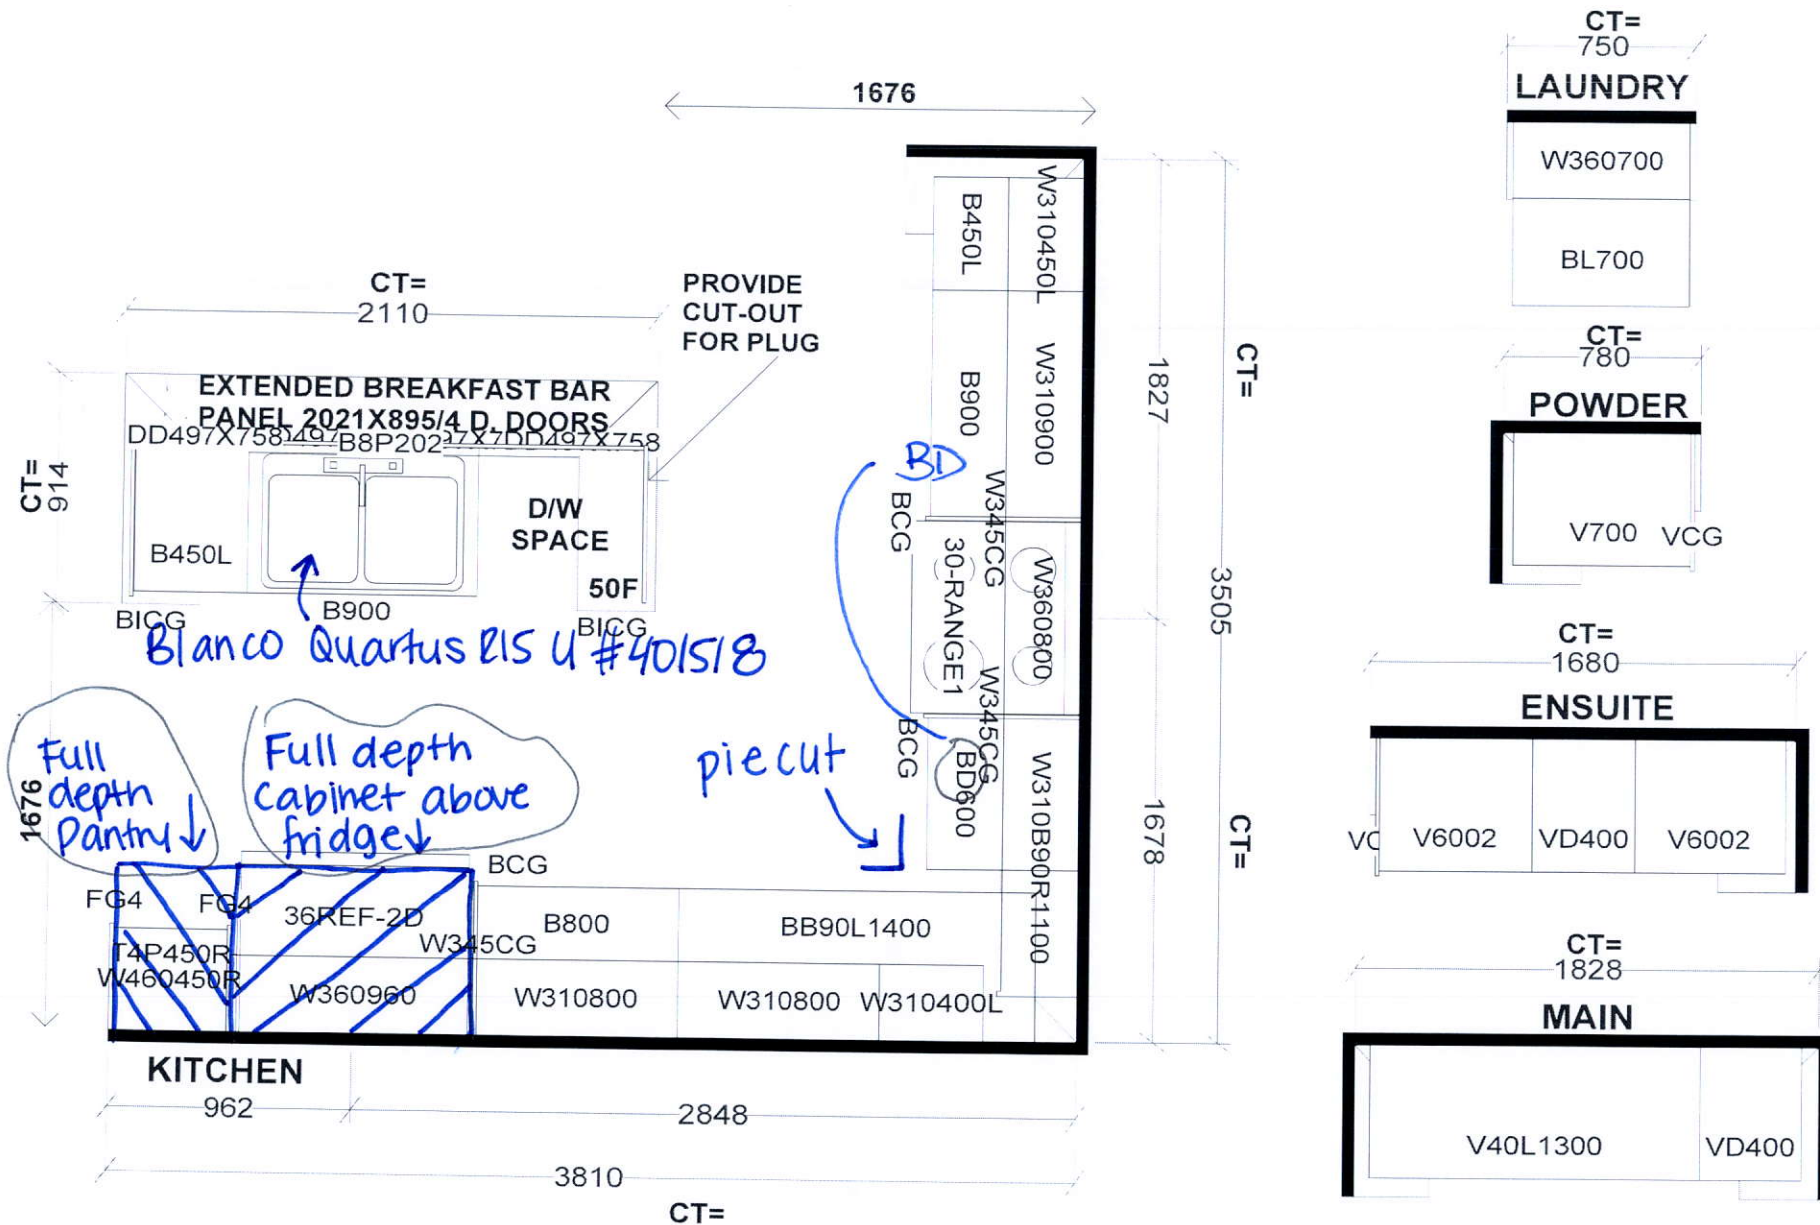 CT=
2110
PROVIDE
CUT-OUT
FOR PLUG
EXTENDED BREAKFAST BAR
PANEL 2021X895/4 D. DOORS
DD497X758
B8P202
DD497X758
CT=
914
B450L
D/W
SPACE
50F
BICG
B900
BICG
Blanco Quartus R15 U #401518
1676
Full
depth
Pantry
Full depth
cabinet above
fridge
FG4
FG4
36REF-2D
BCG
T4P450R
W460450R
W345CG
W360960
B800
BB90L1400
W310800
W310800
W310400L
KITCHEN
962
2848
3810
CT=
1676
B450L
W310450L
B900
W310900
BD
BCG
W345CG
30-RANGE1
W360800
W345CG
BCG
BD600
piecut
W310B90R1100
1827
1678
CT=
3505
CT=
CT=
750
LAUNDRY
W360700
BL700
CT=
780
POWDER
V700
VCG
CT=
1680
ENSUITE
V6002
VD400
V6002
CT=
1828
MAIN
V40L1300
VD400